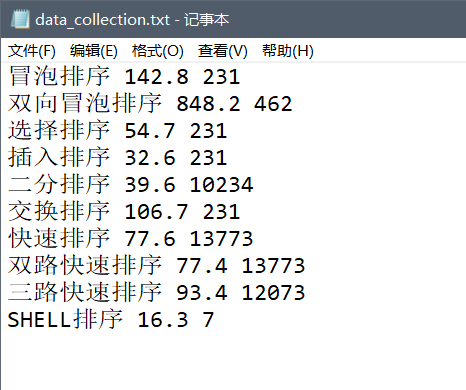 data_collection.txt - 记事本
文件(F) 编辑(E) 格式(O) 查看(V) 帮助(H)
冒泡排序 142.8 231
双向冒泡排序 848.2 462
选择排序 54.7 231
插入排序 32.6 231
二分排序 39.6 10234
交换排序 106.7 231
快速排序 77.6 13773
双路快速排序 77.4 13773
三路快速排序 93.4 12073
SHELL排序 16.3 7